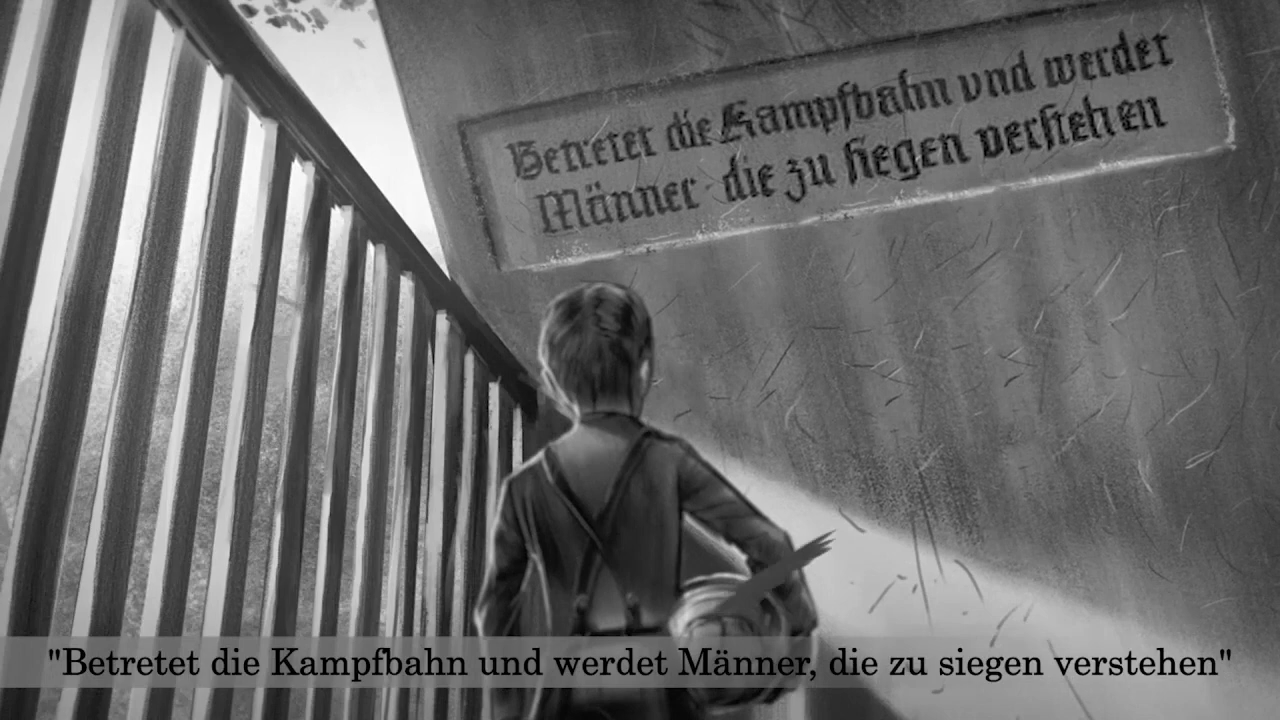 Betretet die Kampfbahn und werdet
Männer die zu siegen verstehen
"Betretet die Kampfbahn und werdet Männer, die zu siegen verstehen"